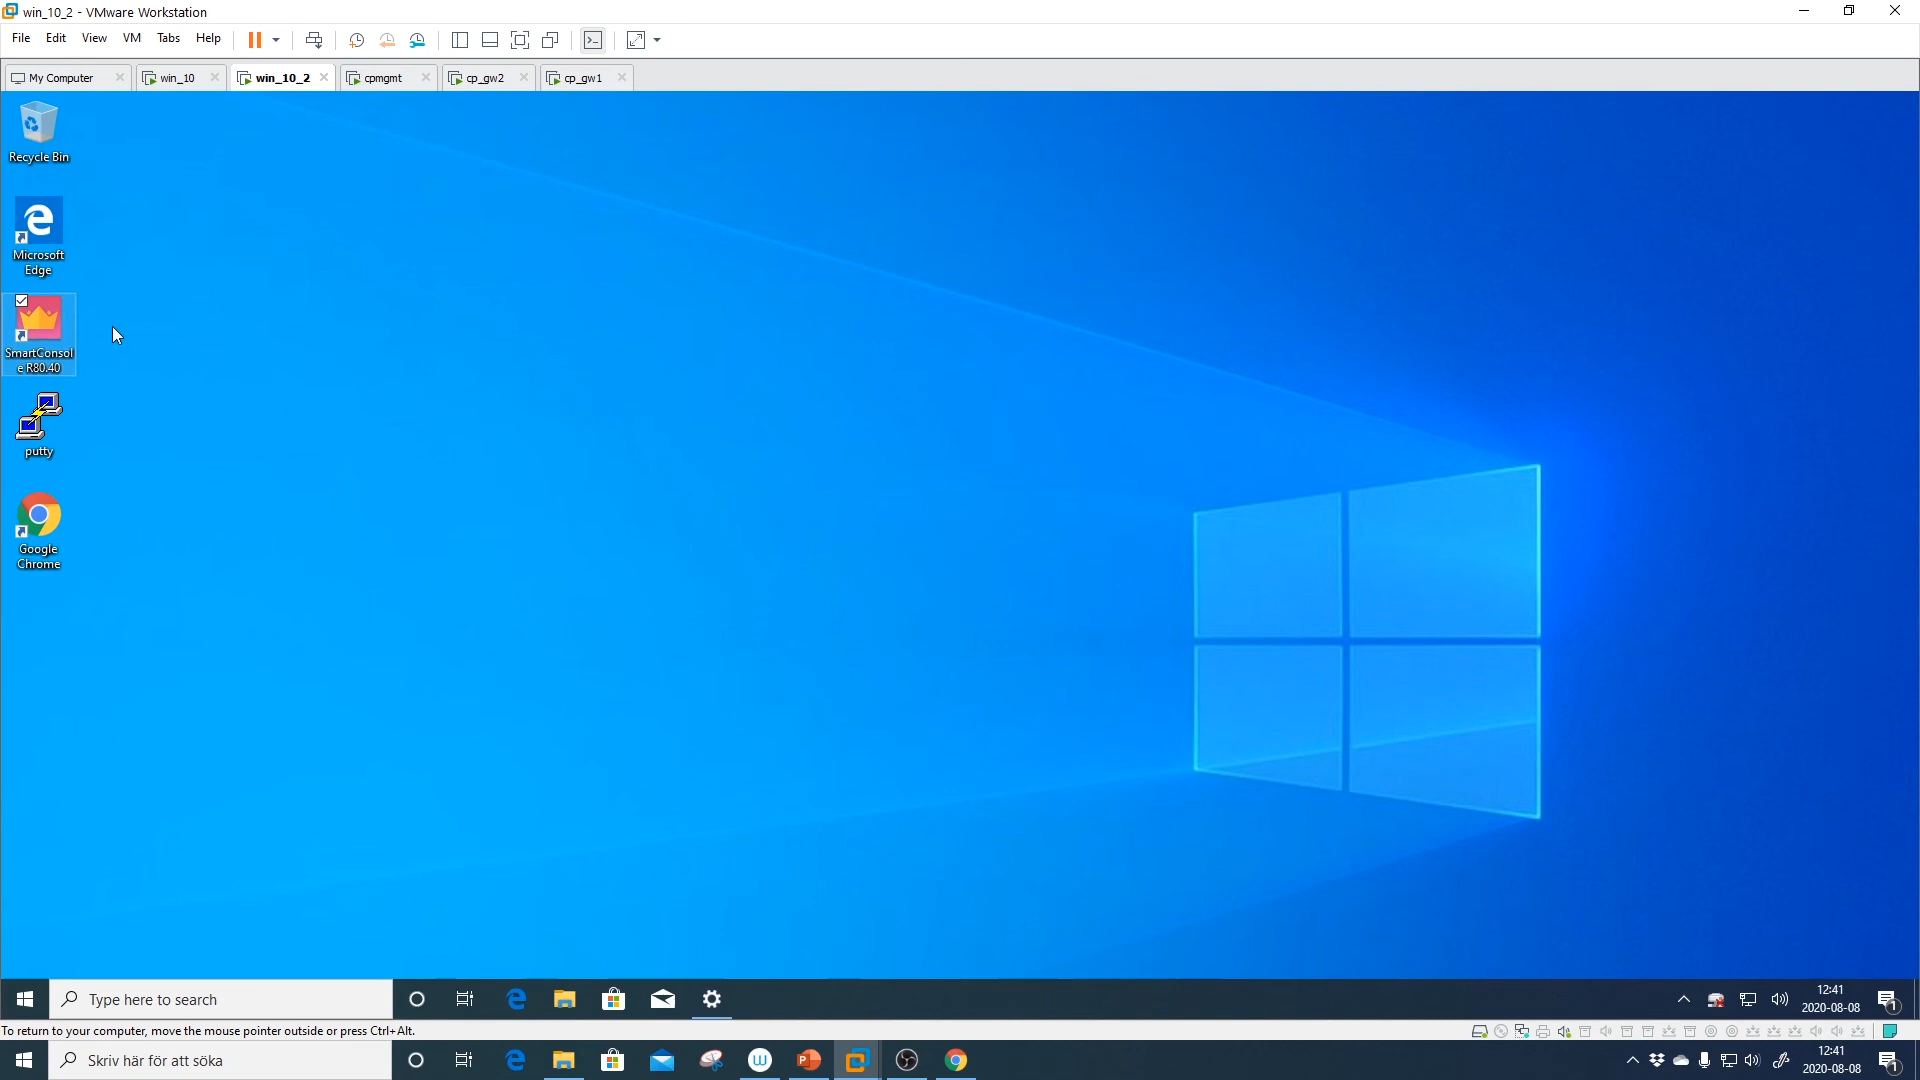 win_10_2 - VMware Workstation
File Edit View VM Tabs Help
My Computer win_10 win_10_2 cpmgmt cp_gw2 cp_gw1
Recycle Bin
Microsoft
Edge
SmartConsol
e R80.40
putty
Google
Chrome
Type here to search
12:41
2020-08-08
1
To return to your computer, move the mouse pointer outside or press Ctrl+Alt.
Skriv här för att söka
12:41
2020-08-08
1